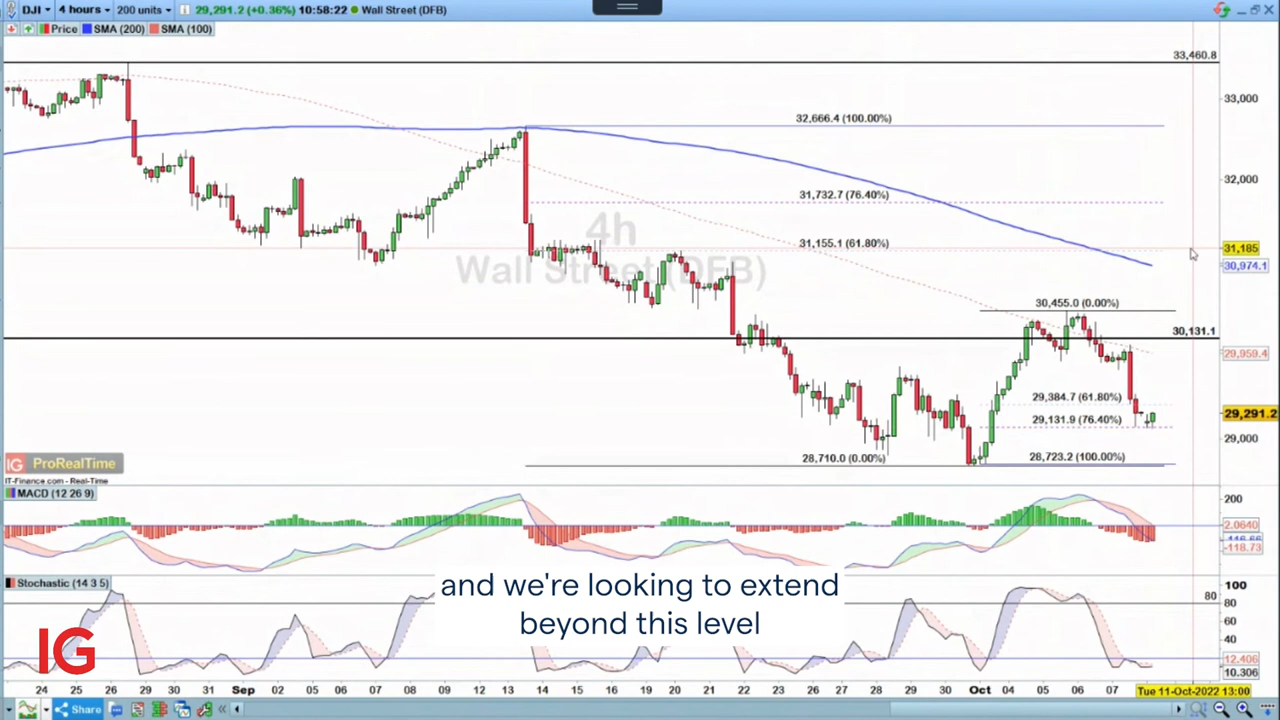 DJI 4 hours 200 units 29,291.2 (+0.36%) 10:58:22 Wall Street (DFB)
Price SMA (200) SMA (100)
33,460.8
33,000
32,666.4 (100.00%)
32,000
31,732.7 (76.40%)
4h
31,155.1 (61.80%)
31,185
Wall Street (DFB)
30,974.1
30,455.0 (0.00%)
30,131.1
29,959.4
29,384.7 (61.80%)
29,291.2
29,131.9 (76.40%)
29,000
28,710.0 (0.00%)
28,723.2 (100.00%)
IG ProRealTime
IT-Finance.com - Real-Time
MACD (12 26 9)
200
2.0640
-118.73
Stochastic (14 3 5)
100
80
80
60
40
12.406
10.306
and we're looking to extend
beyond this level
IG
24 25 26 29 30 31 Sep 02 05 06 07 08 09 12 13 14 15 16 19 20 21 22 23 26 27 28 29 30 Oct 04 05 06 07 Tue 11-Oct-2022 13:00
Share